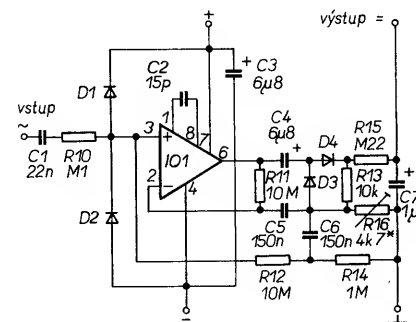 výstup =
+
C3
6µ8
C2
15p
D1
vstup
~
C1
22n
R10
M1
1
8
7
3
+
IO1
6
2
−
4
C4
6µ8
+
D4
R15
M22
R11
10M
D3
R13
10k
+
C7
1µ
D2
C5
150n
C6
150n
R16
4k7*
R12
10M
R14
1M
−